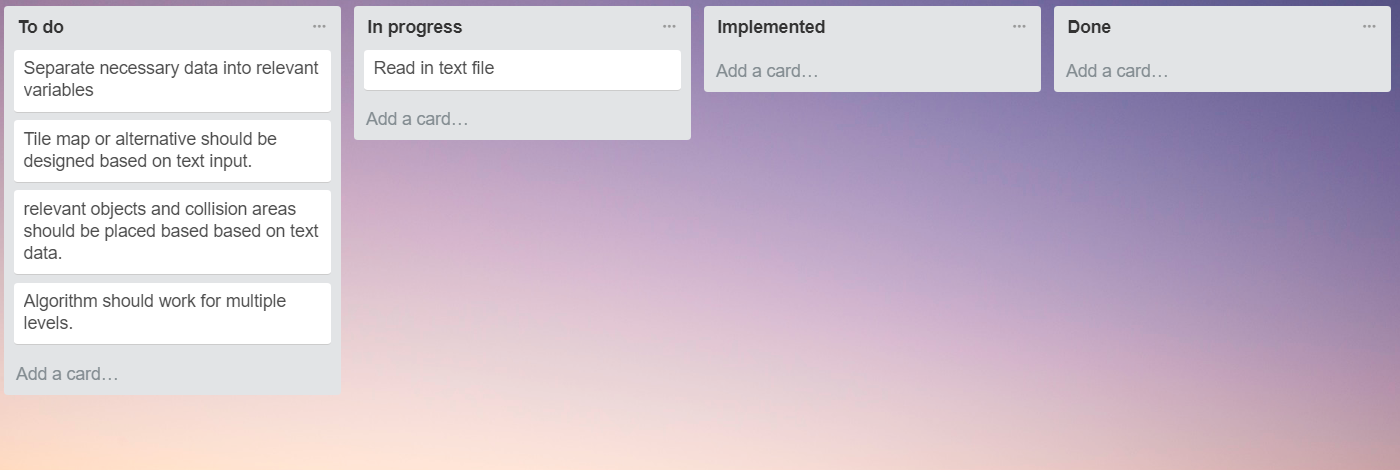 To do
Separate necessary data into relevant
variables
Tile map or alternative should be
designed based on text input.
relevant objects and collision areas
should be placed based based on text
data.
Algorithm should work for multiple
levels.
Add a card…
In progress
Read in text file
Add a card…
Implemented
Add a card…
Done
Add a card…